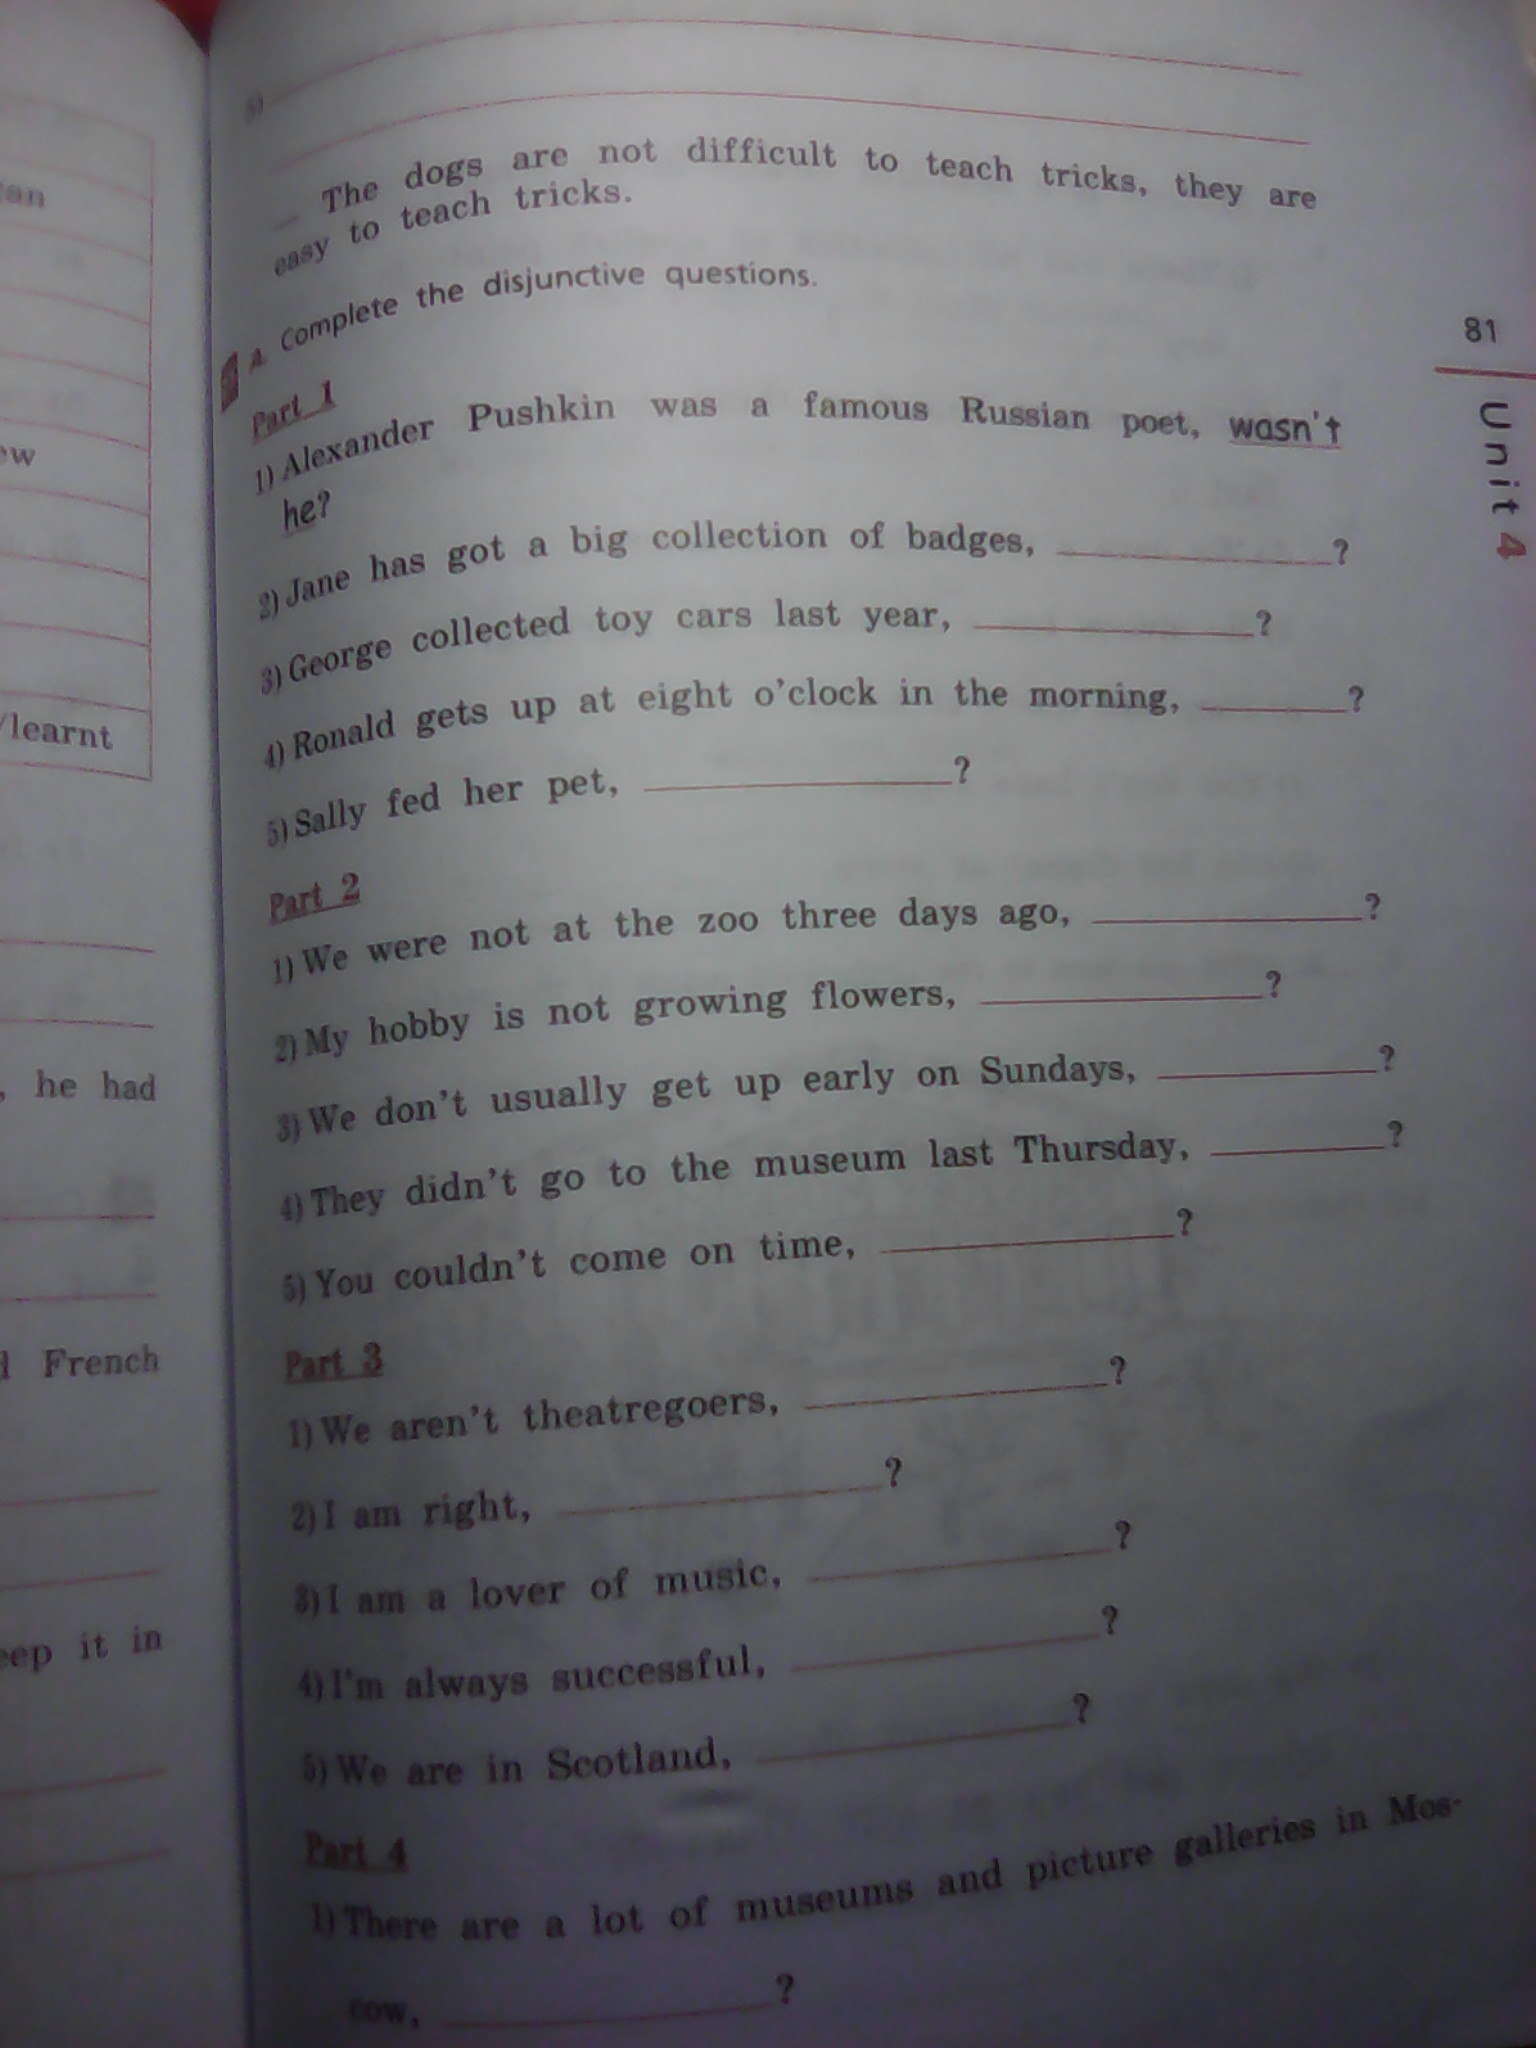 5)
— The dogs are not difficult to teach tricks, they are
easy to teach tricks.
A. Complete the disjunctive questions.
Part 1
1) Alexander Pushkin was a famous Russian poet, wasn't
he?
2) Jane has got a big collection of badges, ?
3) George collected toy cars last year, ?
4) Ronald gets up at eight o'clock in the morning, ?
5) Sally fed her pet, ?
Part 2
1) We were not at the zoo three days ago, ?
2) My hobby is not growing flowers, ?
3) We don't usually get up early on Sundays, ?
4) They didn't go to the museum last Thursday, ?
5) You couldn't come on time, ?
Part 3
1) We aren't theatregoers, ?
2) I am right, ?
3) I am a lover of music, ?
4) I'm always successful, ?
5) We are in Scotland, ?
Part 4
1) There are a lot of museums and picture galleries in Mos-
cow, ?
81
Unit 4
/learnt
, he had
French
it in